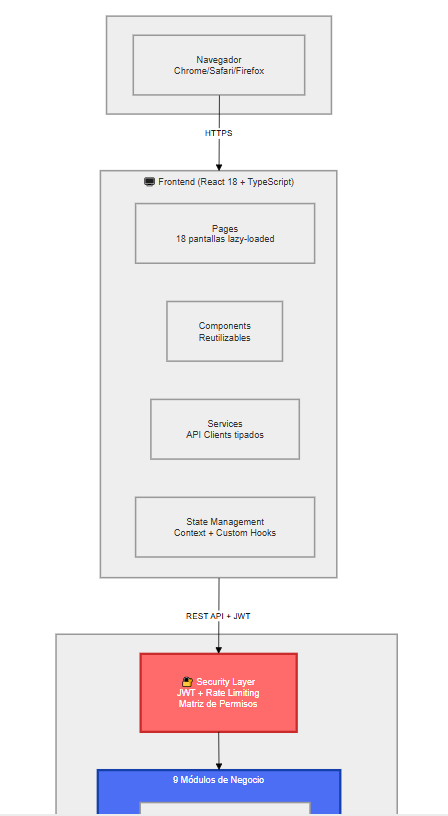 Navegador
Chrome/Safari/Firefox
HTTPS
Frontend (React 18 + TypeScript)
Pages
18 pantallas lazy-loaded
Components
Reutilizables
Services
API Clients tipados
State Management
Context + Custom Hooks
REST API + JWT
Security Layer
JWT + Rate Limiting
Matriz de Permisos
9 Módulos de Negocio